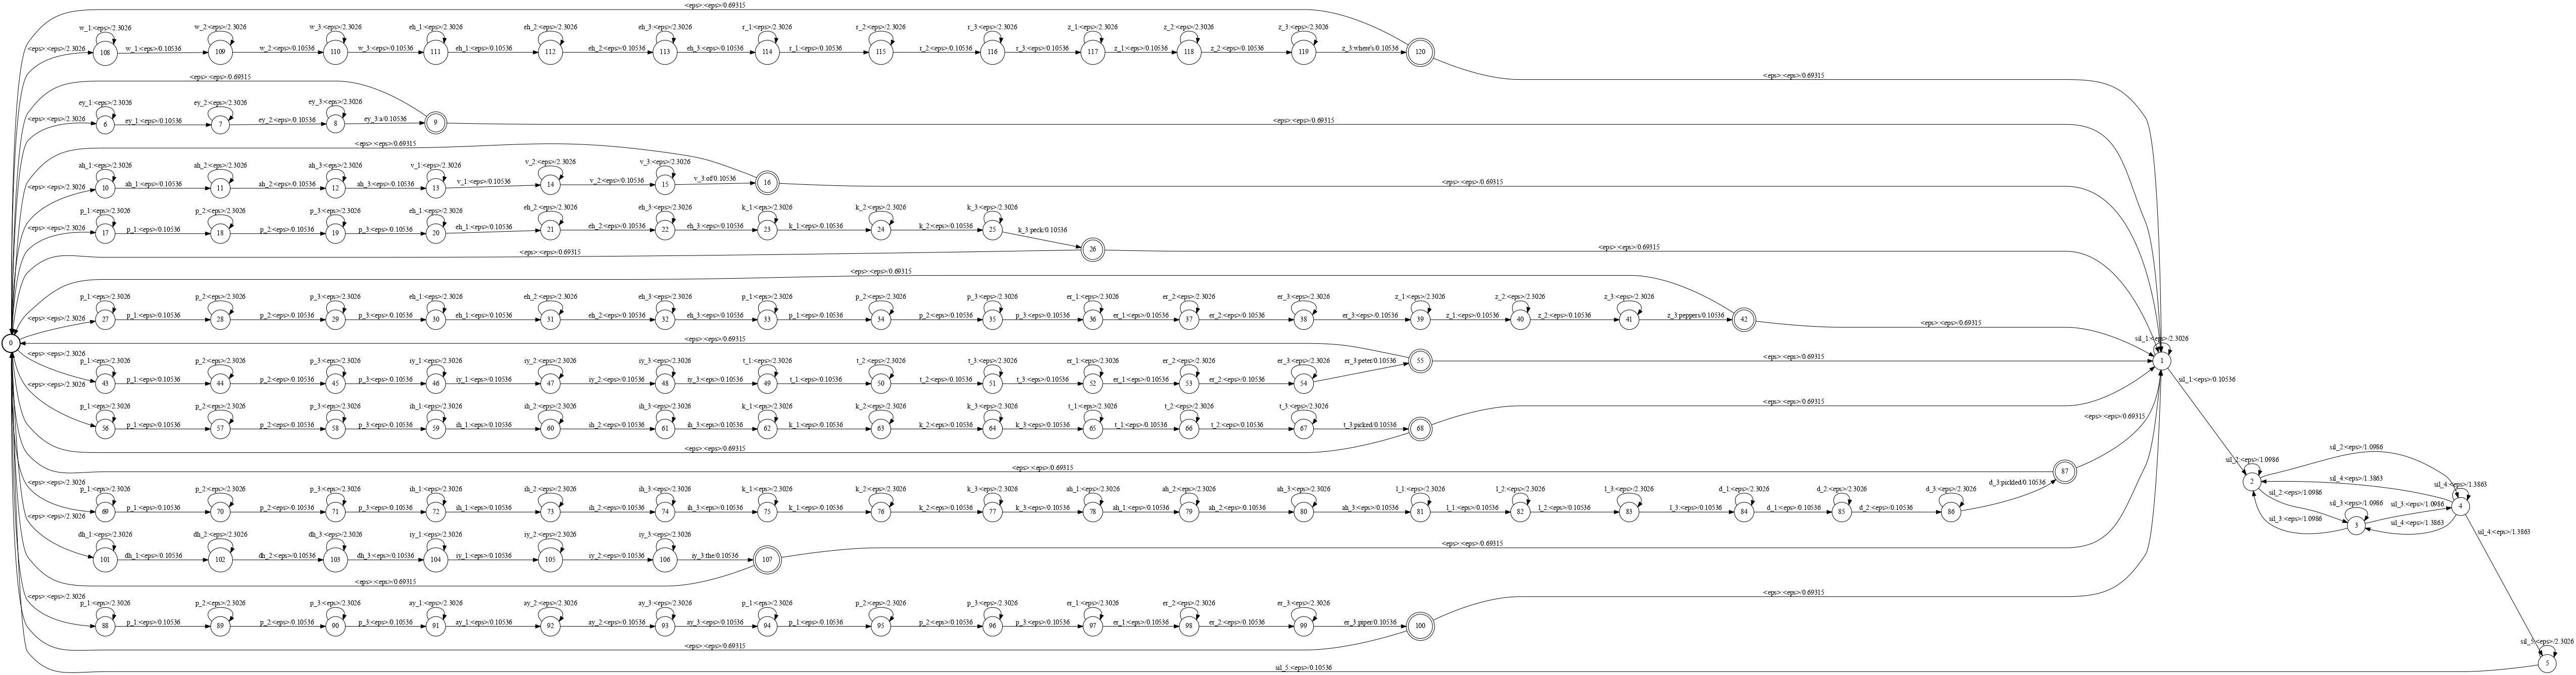 <eps>:<eps>/0.69315
w_1:<eps>/2.3026 w_2:<eps>/2.3026 w_3:<eps>/2.3026 eh_1:<eps>/2.3026 eh_2:<eps>/2.3026 eh_3:<eps>/2.3026 r_1:<eps>/2.3026 r_2:<eps>/2.3026 r_3:<eps>/2.3026 z_1:<eps>/2.3026 z_2:<eps>/2.3026 z_3:<eps>/2.3026
<eps>:<eps>/2.3026 108 w_1:<eps>/0.10536 109 w_2:<eps>/0.10536 110 w_3:<eps>/0.10536 111 eh_1:<eps>/0.10536 112 eh_2:<eps>/0.10536 113 eh_3:<eps>/0.10536 114 r_1:<eps>/0.10536 115 r_2:<eps>/0.10536 116 r_3:<eps>/0.10536 117 z_1:<eps>/0.10536 118 z_2:<eps>/0.10536 119 z_3:where's/0.10536 120
<eps>:<eps>/0.69315 <eps>:<eps>/0.69315
ey_1:<eps>/2.3026 ey_2:<eps>/2.3026 ey_3:<eps>/2.3026
<eps>:<eps>/2.3026 6 ey_1:<eps>/0.10536 7 ey_2:<eps>/0.10536 8 ey_3:a/0.10536 9 <eps>:<eps>/0.69315
<eps>:<eps>/0.69315
ah_1:<eps>/2.3026 ah_2:<eps>/2.3026 ah_3:<eps>/2.3026 v_1:<eps>/2.3026 v_2:<eps>/2.3026 v_3:<eps>/2.3026
<eps>:<eps>/2.3026 10 ah_1:<eps>/0.10536 11 ah_2:<eps>/0.10536 12 ah_3:<eps>/0.10536 13 v_1:<eps>/0.10536 14 v_2:<eps>/0.10536 15 v_3:of/0.10536 16 <eps>:<eps>/0.69315
p_1:<eps>/2.3026 p_2:<eps>/2.3026 p_3:<eps>/2.3026 eh_1:<eps>/2.3026 eh_2:<eps>/2.3026 eh_3:<eps>/2.3026 k_1:<eps>/2.3026 k_2:<eps>/2.3026 k_3:<eps>/2.3026
<eps>:<eps>/2.3026 17 p_1:<eps>/0.10536 18 p_2:<eps>/0.10536 19 p_3:<eps>/0.10536 20 eh_1:<eps>/0.10536 21 eh_2:<eps>/0.10536 22 eh_3:<eps>/0.10536 23 k_1:<eps>/0.10536 24 k_2:<eps>/0.10536 25 k_3:peck/0.10536 26
<eps>:<eps>/0.69315 <eps>:<eps>/0.69315
<eps>:<eps>/0.69315
p_1:<eps>/2.3026 p_2:<eps>/2.3026 p_3:<eps>/2.3026 eh_1:<eps>/2.3026 eh_2:<eps>/2.3026 eh_3:<eps>/2.3026 p_1:<eps>/2.3026 p_2:<eps>/2.3026 p_3:<eps>/2.3026 er_1:<eps>/2.3026 er_2:<eps>/2.3026 er_3:<eps>/2.3026 z_1:<eps>/2.3026 z_2:<eps>/2.3026 z_3:<eps>/2.3026
<eps>:<eps>/2.3026 27 p_1:<eps>/0.10536 28 p_2:<eps>/0.10536 29 p_3:<eps>/0.10536 30 eh_1:<eps>/0.10536 31 eh_2:<eps>/0.10536 32 eh_3:<eps>/0.10536 33 p_1:<eps>/0.10536 34 p_2:<eps>/0.10536 35 p_3:<eps>/0.10536 36 er_1:<eps>/0.10536 37 er_2:<eps>/0.10536 38 er_3:<eps>/0.10536 39 z_1:<eps>/0.10536 40 z_2:<eps>/0.10536 41 z_3:peppers/0.10536 42 <eps>:<eps>/0.69315
0 <eps>:<eps>/0.69315 sil_1:<eps>/2.3026
p_1:<eps>/2.3026 p_2:<eps>/2.3026 p_3:<eps>/2.3026 iy_1:<eps>/2.3026 iy_2:<eps>/2.3026 iy_3:<eps>/2.3026 t_1:<eps>/2.3026 t_2:<eps>/2.3026 t_3:<eps>/2.3026 er_1:<eps>/2.3026 er_2:<eps>/2.3026 er_3:<eps>/2.3026 er_3:peter/0.10536 55 <eps>:<eps>/0.69315 1
<eps>:<eps>/2.3026 43 p_1:<eps>/0.10536 44 p_2:<eps>/0.10536 45 p_3:<eps>/0.10536 46 iy_1:<eps>/0.10536 47 iy_2:<eps>/0.10536 48 iy_3:<eps>/0.10536 49 t_1:<eps>/0.10536 50 t_2:<eps>/0.10536 51 t_3:<eps>/0.10536 52 er_1:<eps>/0.10536 53 er_2:<eps>/0.10536 54 sil_1:<eps>/0.10536
p_1:<eps>/2.3026 p_2:<eps>/2.3026 p_3:<eps>/2.3026 ih_1:<eps>/2.3026 ih_2:<eps>/2.3026 ih_3:<eps>/2.3026 k_1:<eps>/2.3026 k_2:<eps>/2.3026 k_3:<eps>/2.3026 t_1:<eps>/2.3026 t_2:<eps>/2.3026 t_3:<eps>/2.3026 <eps>:<eps>/0.69315
<eps>:<eps>/2.3026 56 p_1:<eps>/0.10536 57 p_2:<eps>/0.10536 58 p_3:<eps>/0.10536 59 ih_1:<eps>/0.10536 60 ih_2:<eps>/0.10536 61 ih_3:<eps>/0.10536 62 k_1:<eps>/0.10536 63 k_2:<eps>/0.10536 64 k_3:<eps>/0.10536 65 t_1:<eps>/0.10536 66 t_2:<eps>/0.10536 67 t_3:picked/0.10536 68 <eps>:<eps>/0.69315
<eps>:<eps>/0.69315 sil_2:<eps>/1.0986
<eps>:<eps>/0.69315 87 sil_2:<eps>/1.0986 sil_4:<eps>/1.3863 sil_4:<eps>/1.3863
p_1:<eps>/2.3026 p_2:<eps>/2.3026 p_3:<eps>/2.3026 ih_1:<eps>/2.3026 ih_2:<eps>/2.3026 ih_3:<eps>/2.3026 k_1:<eps>/2.3026 k_2:<eps>/2.3026 k_3:<eps>/2.3026 ah_1:<eps>/2.3026 ah_2:<eps>/2.3026 ah_3:<eps>/2.3026 l_1:<eps>/2.3026 l_2:<eps>/2.3026 l_3:<eps>/2.3026 d_1:<eps>/2.3026 d_2:<eps>/2.3026 d_3:<eps>/2.3026 d_3:pickled/0.10536 2 sil_2:<eps>/1.0986 sil_3:<eps>/1.0986 sil_3:<eps>/1.0986 4
<eps>:<eps>/2.3026 69 p_1:<eps>/0.10536 70 p_2:<eps>/0.10536 71 p_3:<eps>/0.10536 72 ih_1:<eps>/0.10536 73 ih_2:<eps>/0.10536 74 ih_3:<eps>/0.10536 75 k_1:<eps>/0.10536 76 k_2:<eps>/0.10536 77 k_3:<eps>/0.10536 78 ah_1:<eps>/0.10536 79 ah_2:<eps>/0.10536 80 ah_3:<eps>/0.10536 81 l_1:<eps>/0.10536 82 l_2:<eps>/0.10536 83 l_3:<eps>/0.10536 84 d_1:<eps>/0.10536 85 d_2:<eps>/0.10536 86 sil_3:<eps>/1.0986 3 sil_4:<eps>/1.3863 sil_4:<eps>/1.3863
dh_1:<eps>/2.3026 dh_2:<eps>/2.3026 dh_3:<eps>/2.3026 iy_1:<eps>/2.3026 iy_2:<eps>/2.3026 iy_3:<eps>/2.3026 <eps>:<eps>/0.69315
<eps>:<eps>/2.3026 101 dh_1:<eps>/0.10536 102 dh_2:<eps>/0.10536 103 dh_3:<eps>/0.10536 104 iy_1:<eps>/0.10536 105 iy_2:<eps>/0.10536 106 iy_3:the/0.10536 107
<eps>:<eps>/0.69315 <eps>:<eps>/0.69315
p_1:<eps>/2.3026 p_2:<eps>/2.3026 p_3:<eps>/2.3026 ay_1:<eps>/2.3026 ay_2:<eps>/2.3026 ay_3:<eps>/2.3026 p_1:<eps>/2.3026 p_2:<eps>/2.3026 p_3:<eps>/2.3026 er_1:<eps>/2.3026 er_2:<eps>/2.3026 er_3:<eps>/2.3026
<eps>:<eps>/2.3026 88 p_1:<eps>/0.10536 89 p_2:<eps>/0.10536 90 p_3:<eps>/0.10536 91 ay_1:<eps>/0.10536 92 ay_2:<eps>/0.10536 93 ay_3:<eps>/0.10536 94 p_1:<eps>/0.10536 95 p_2:<eps>/0.10536 96 p_3:<eps>/0.10536 97 er_1:<eps>/0.10536 98 er_2:<eps>/0.10536 99 er_3:piper/0.10536 100
<eps>:<eps>/0.69315 sil_5:<eps>/2.3026
sil_5:<eps>/0.10536 5